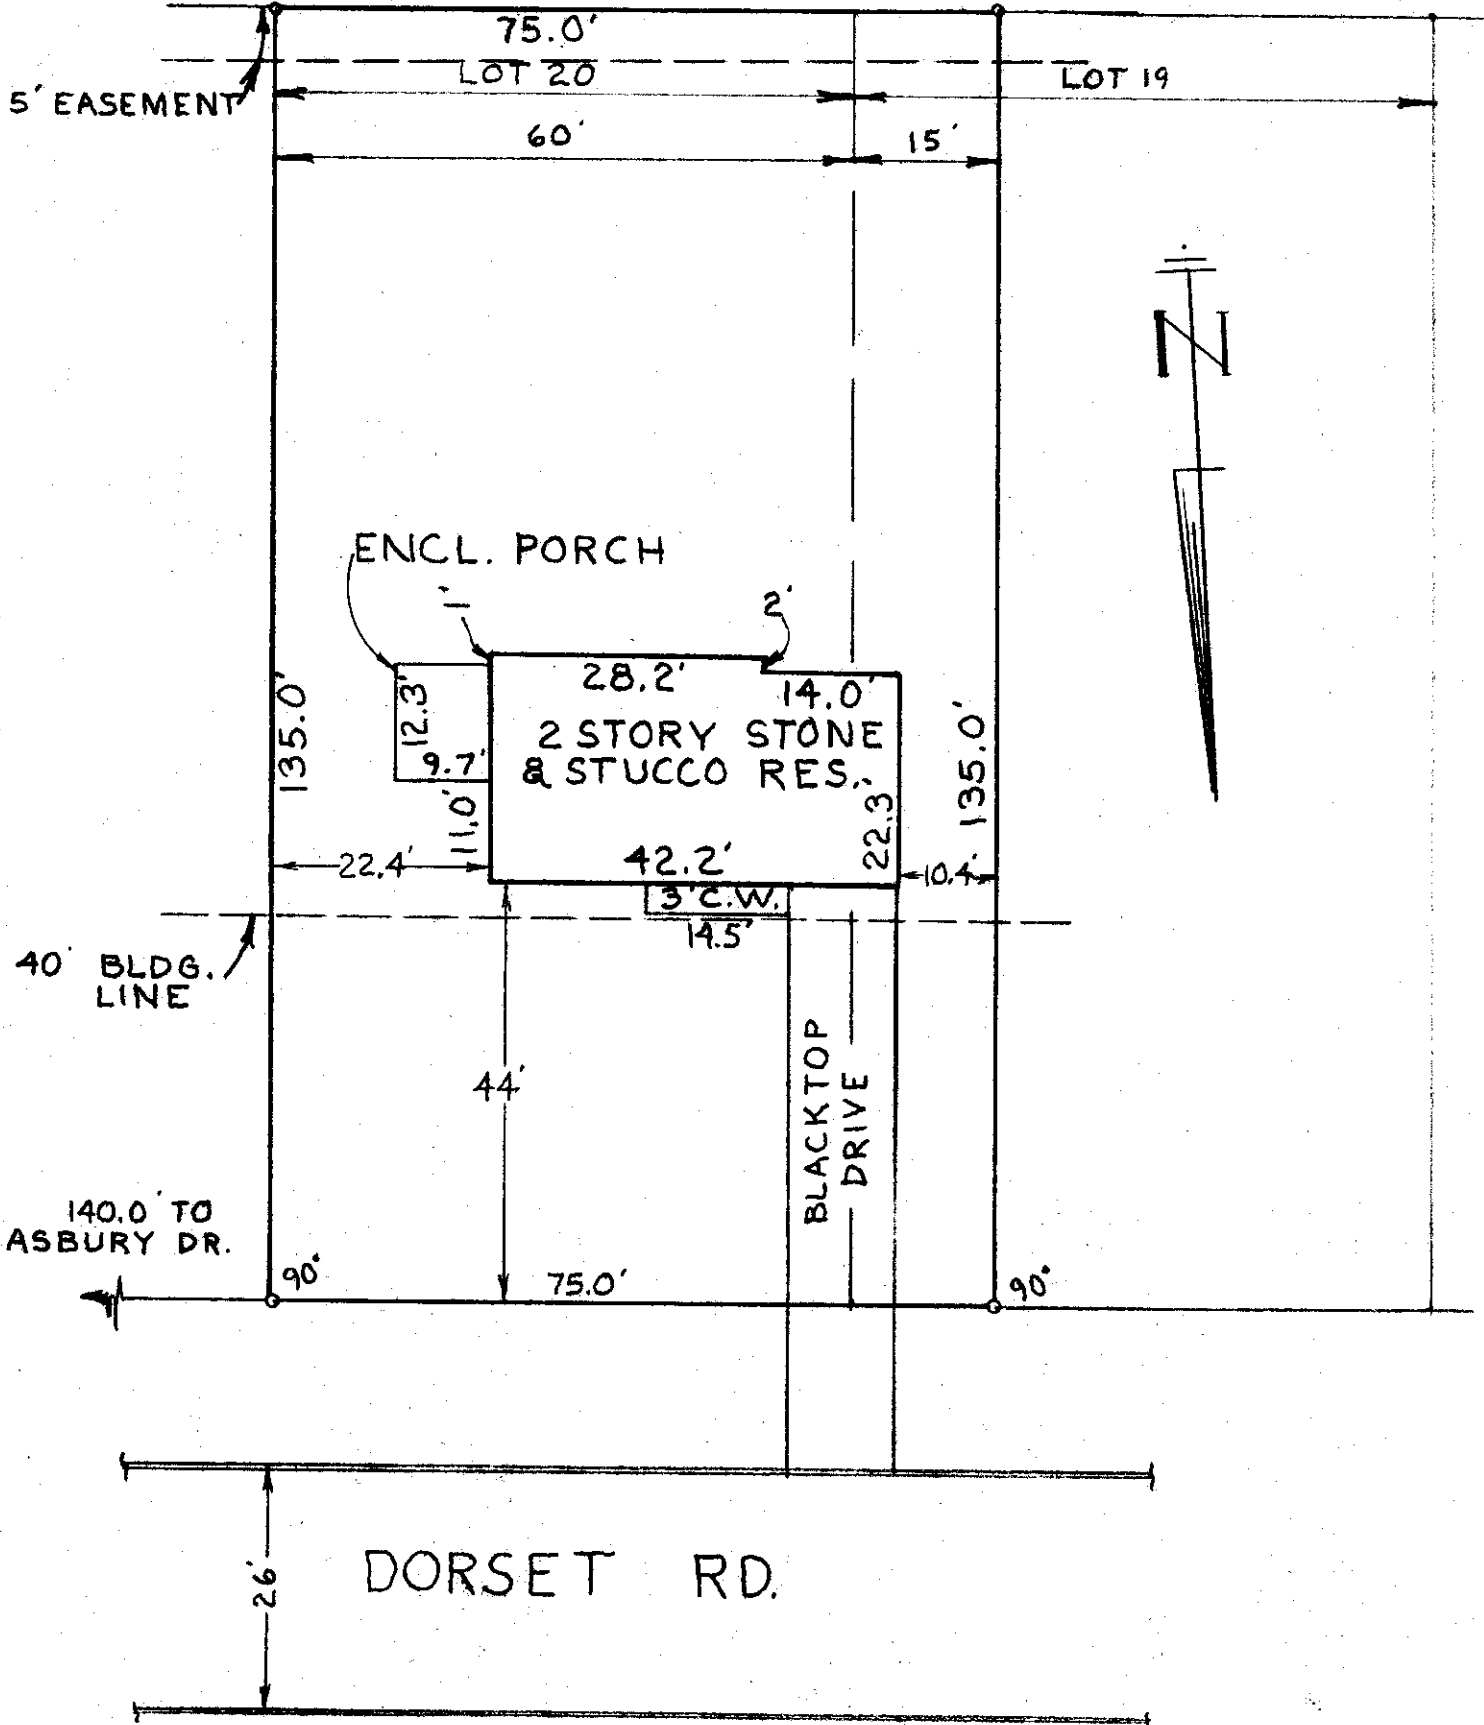 75.0'
LOT 20
LOT 19
5' EASEMENT
60'
15'
N
ENCL. PORCH
1'
2'
28.2'
14.0'
12.3'
9.7'
2 STORY STONE
& STUCCO RES.
135.0'
135.0'
11.0'
22.3'
22.4'
42.2'
10.4'
3' C.W.
14.5'
40' BLDG.
LINE
44'
BLACKTOP
DRIVE
140.0' TO
ASBURY DR.
90°
75.0'
90°
26'
DORSET RD.